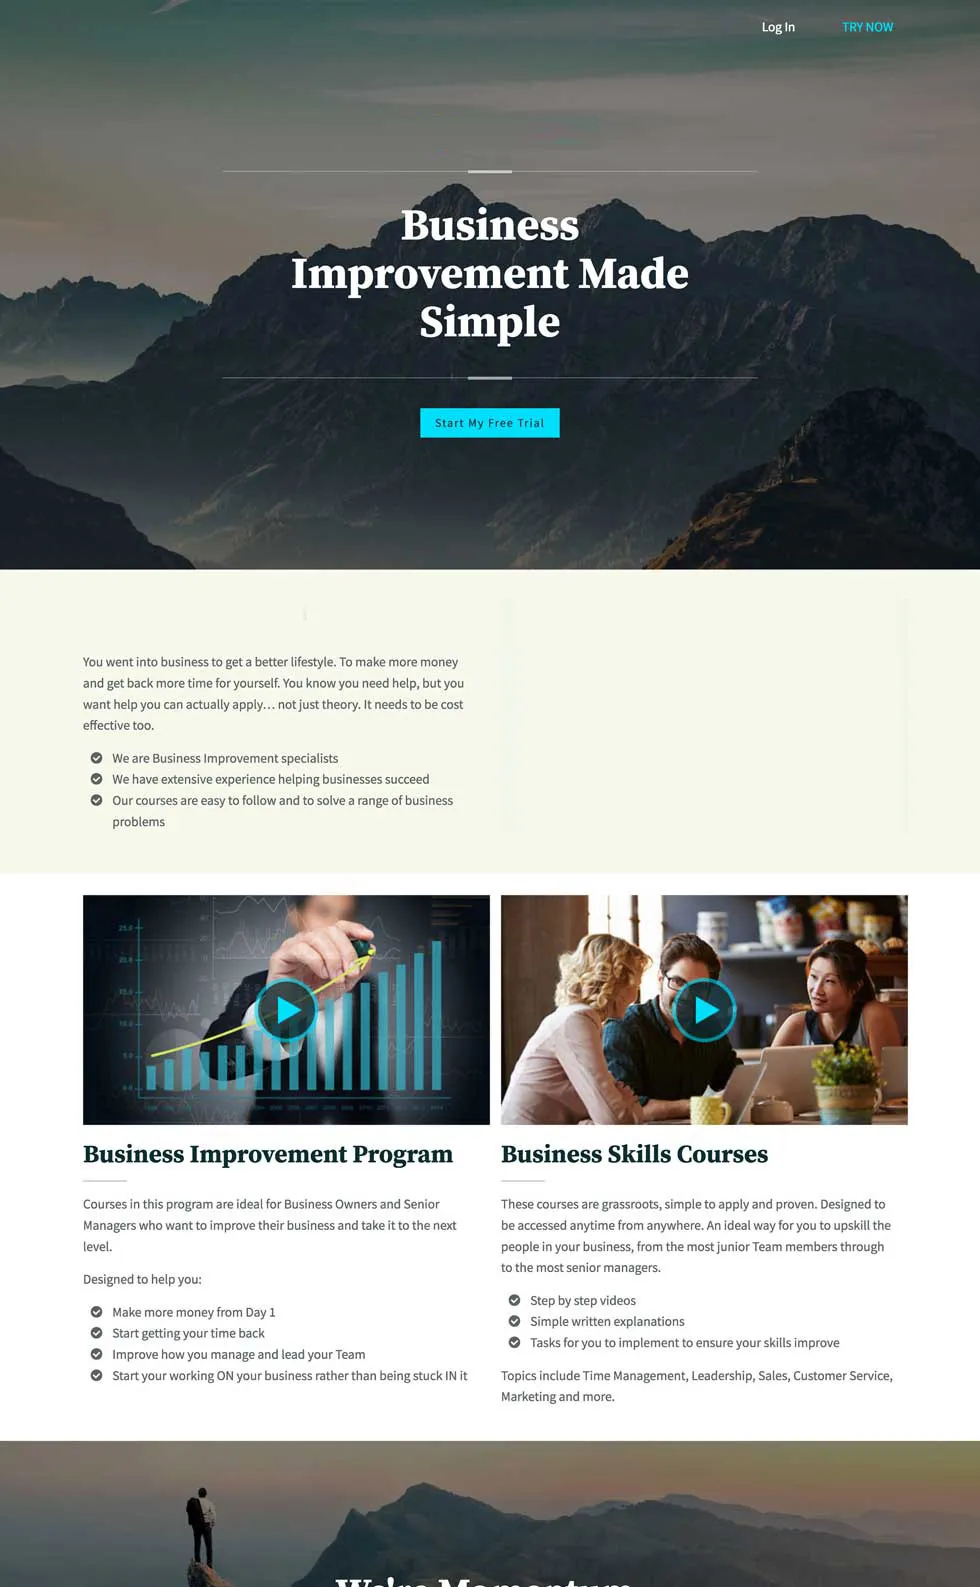 Log In
TRY NOW
Business
Improvement Made
Simple
Start My Free Trial
You went into business to get a better lifestyle. To make more money
and get back more time for yourself. You know you need help, but you
want help you can actually apply… not just theory. It needs to be cost
effective too.
We are Business Improvement specialists
We have extensive experience helping businesses succeed
Our courses are easy to follow and to solve a range of business
problems
Business Improvement Program
Courses in this program are ideal for Business Owners and Senior
Managers who want to improve their business and take it to the next
level.
Designed to help you:
Make more money from Day 1
Start getting your time back
Improve how you manage and lead your Team
Start your working ON your business rather than being stuck IN it
Business Skills Courses
These courses are grassroots, simple to apply and proven. Designed to
be accessed anytime from anywhere. An ideal way for you to upskill the
people in your business, from the most junior Team members through
to the most senior managers.
Step by step videos
Simple written explanations
Tasks for you to implement to ensure your skills improve
Topics include Time Management, Leadership, Sales, Customer Service,
Marketing and more.
We're Momentum